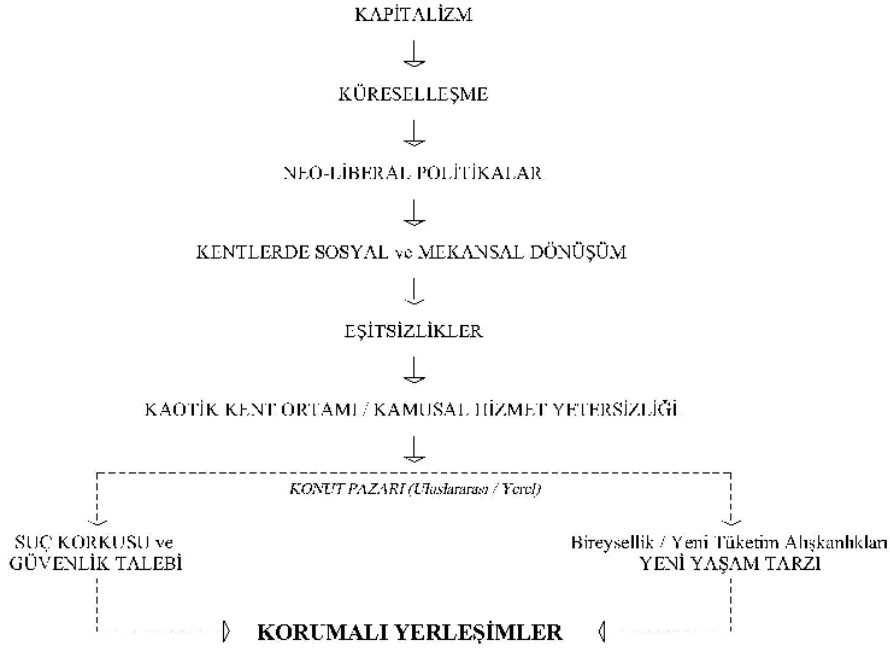 KAPİTALİZM
KÜRESELLEŞME
NEO-LİBERAL POLİTİKALAR
KENTLERDE SOSYAL ve MEKANSAL DÖNÜŞÜM
EŞİTSİZLİKLER
KAOTİK KENT ORTAMI / KAMUSAL HİZMET YETERSİZLİĞİ
KONUT PAZARI (Uluslararası / Yerel)
SUÇ KORKUSU ve
GÜVENLİK TALEBİ
Bireysellik / Yeni Tüketim Alışkanlıkları
YENİ YAŞAM TARZI
KORUMALI YERLEŞİMLER